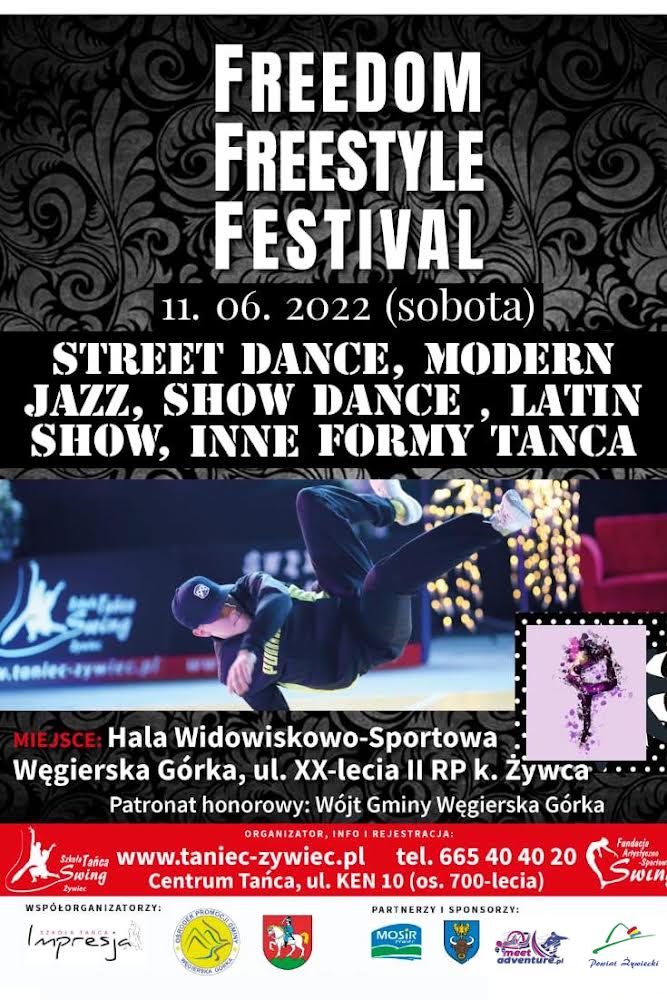 FREEDOM
FREESTYLE
FESTIVAL
11. 06. 2022 (sobota)
STREET DANCE, MODERN
JAZZ, SHOW DANCE , LATIN
SHOW, INNE FORMY TANCA
Szkoła Tańca
Swing
Żywiec
w.taniec-zywiec.pl
PUMA
MIEJSCE: Hala Widowiskowo-Sportowa
Węgierska Górka, ul. XX-lecia II RP k. Żywca
Patronat honorowy: Wójt Gminy Węgierska Górka
ORGANIZATOR, INFO I REJESTRACJA:
Szkoła Tańca
Swing
Żywiec
www.taniec-zywiec.pl tel. 665 40 40 20
Centrum Tańca, ul. KEN 10 (os. 700-lecia)
Fundacja
Artystyczno
-Sportowa
Swing
WSPÓŁORGANIZATORZY:
PARTNERZY I SPONSORZY:
SZKOŁA TAŃCA
Impresja
OŚRODEK PROMOCJI GMINY
WĘGIERSKA GÓRKA
MOSiR
Żywiec
meet
adventure.pl
Powiat Żywiecki